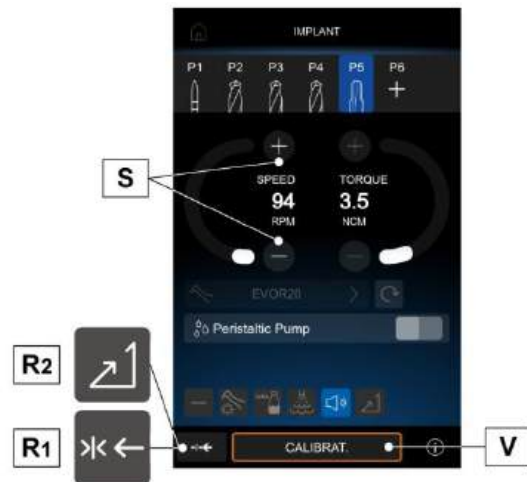 IMPLANT
P1 P2 P3 P4 P5 P6
S
SPEED TORQUE
94 3.5
RPM NCM
EVOR20
Peristaltic Pump
R2
R1
CALIBRAT.
V